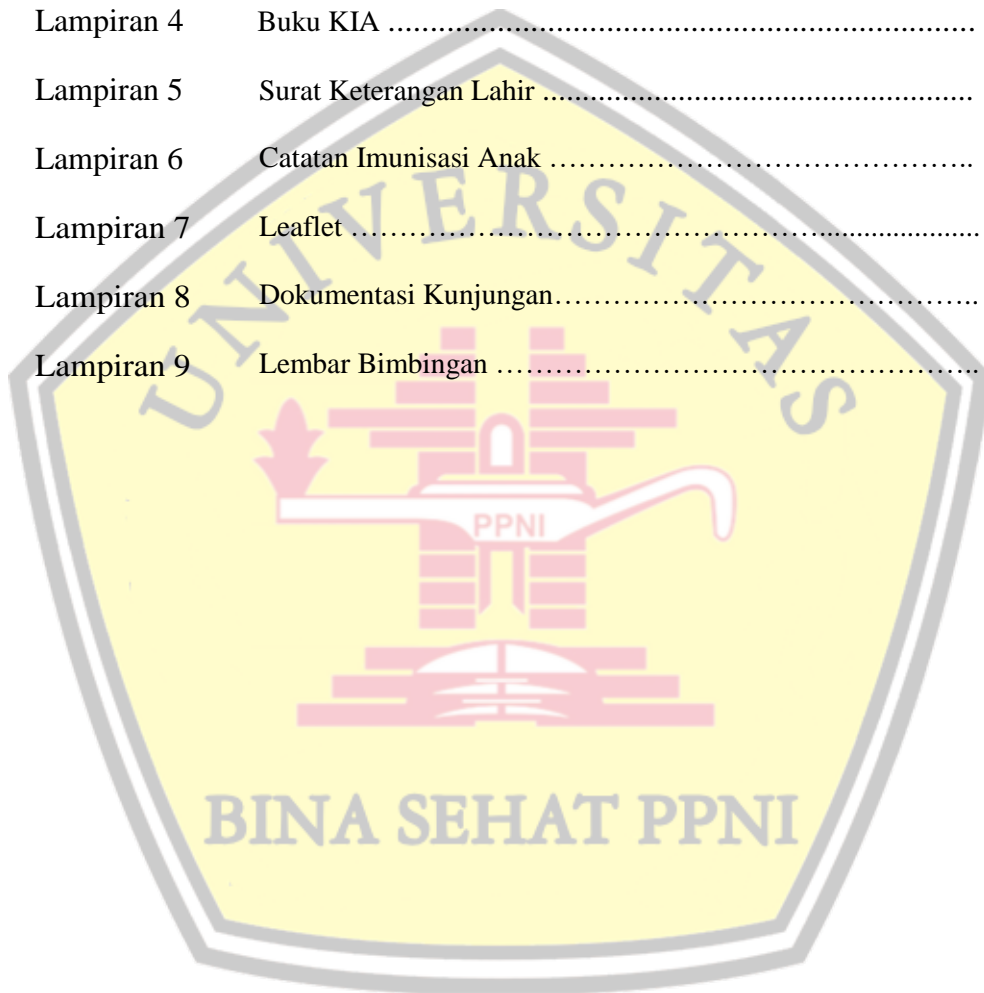 Lampiran 4 Buku KIA ........................................................................
Lampiran 5 Surat Keterangan Lahir ......................................................
Lampiran 6 Catatan Imunisasi Anak ……………………………………………..
Lampiran 7 Leaflet …………………………………………………....................
Lampiran 8 Dokumentasi Kunjungan……………………………………………..
Lampiran 9 Lembar Bimbingan …………………………………………………..
UNIVERSITAS
PPNI
BINA SEHAT PPNI